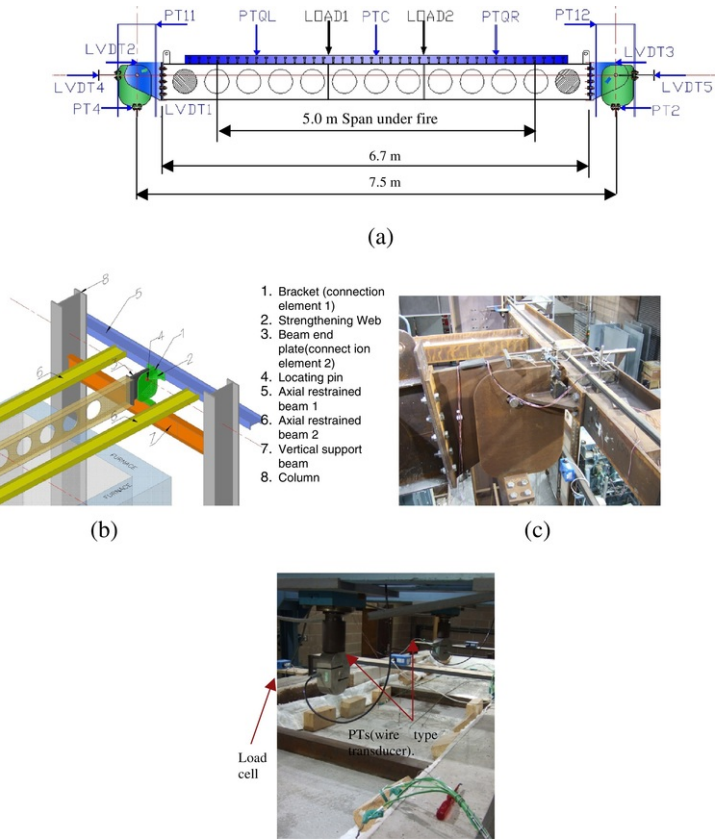 PT11 PTQL LOAD1 PTC LOAD2 PTQR PT12
LVDT2 LVDT3
LVDT4 LVDT5
PT4 LVDT1 PT2
5.0 m Span under fire
6.7 m
7.5 m
(a)
1. Bracket (connection
element 1)
2. Strengthening Web
3. Beam end
plate(connect ion
element 2)
4. Locating pin
5. Axial restrained
beam 1
6. Axial restrained
beam 2
7. Vertical support
beam
8. Column
8
5
4
1
2
6
7
FURNACE
FURNACE
(b)
(c)
PTs(wire type
transducer).
Load
cell